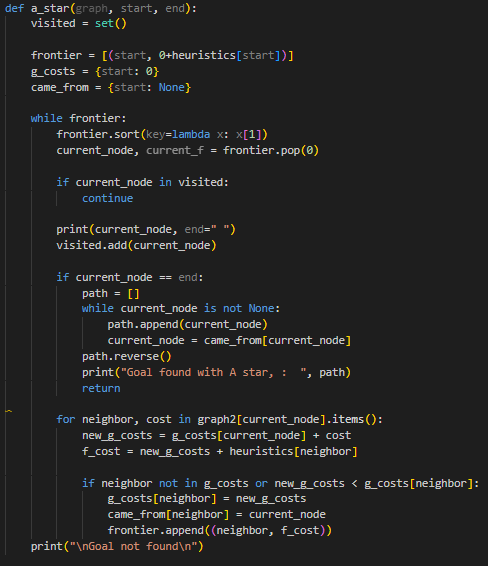 def a_star(graph, start, end):
    visited = set()

    frontier = [(start, 0+heuristics[start])]
    g_costs = {start: 0}
    came_from = {start: None}

    while frontier:
        frontier.sort(key=lambda x: x[1])
        current_node, current_f = frontier.pop(0)

        if current_node in visited:
            continue

        print(current_node, end=" ")
        visited.add(current_node)

        if current_node == end:
            path = []
            while current_node is not None:
                path.append(current_node)
                current_node = came_from[current_node]
            path.reverse()
            print("Goal found with A star, :  ", path)
            return

        for neighbor, cost in graph2[current_node].items():
            new_g_costs = g_costs[current_node] + cost
            f_cost = new_g_costs + heuristics[neighbor]

            if neighbor not in g_costs or new_g_costs < g_costs[neighbor]:
                g_costs[neighbor] = new_g_costs
                came_from[neighbor] = current_node
                frontier.append((neighbor, f_cost))
    print("\nGoal not found\n")